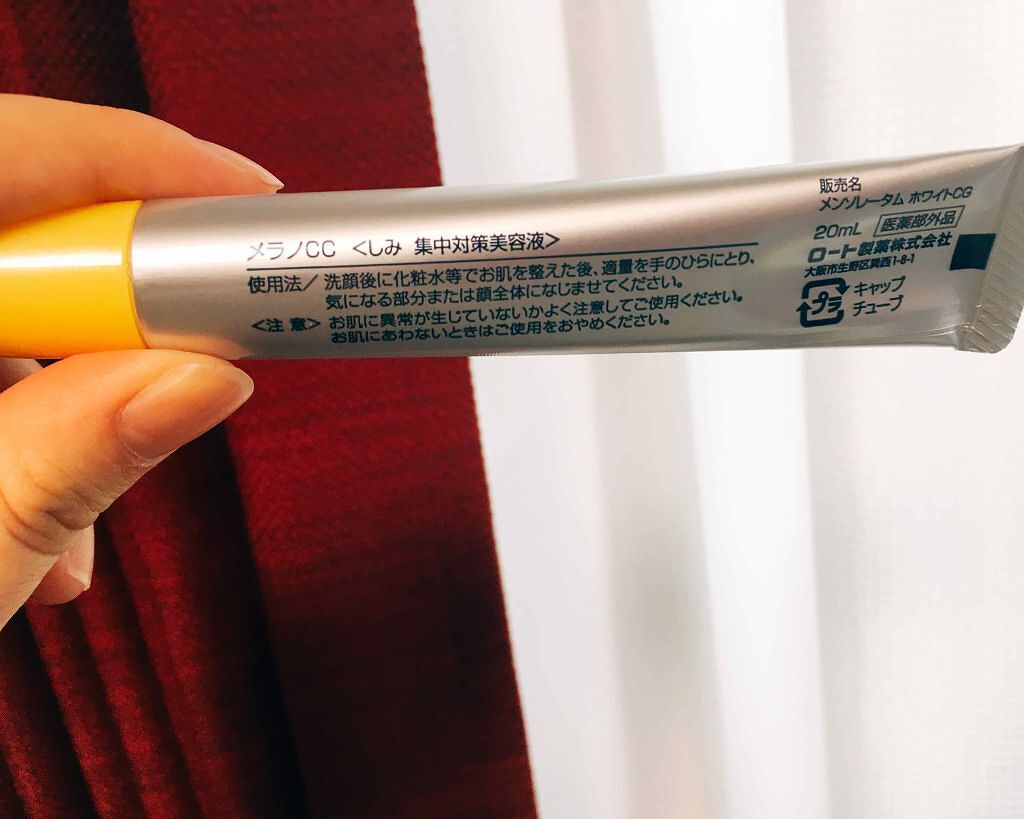 メラノCC <しみ 集中対策美容液>
使用法/ 洗顔後に化粧水等でお肌を整えた後、適量を手のひらにとり、
気になる部分または顔全体になじませてください。
<注 意> お肌に異常が生じていないかよく注意してご使用ください。
お肌にあわないときはご使用をおやめください。
販売名
メンソレータム ホワイトCG
20mL 医薬部外品
ロート製薬株式会社
大阪市生野区巽西1-8-1
プラ キャップ
チューブ